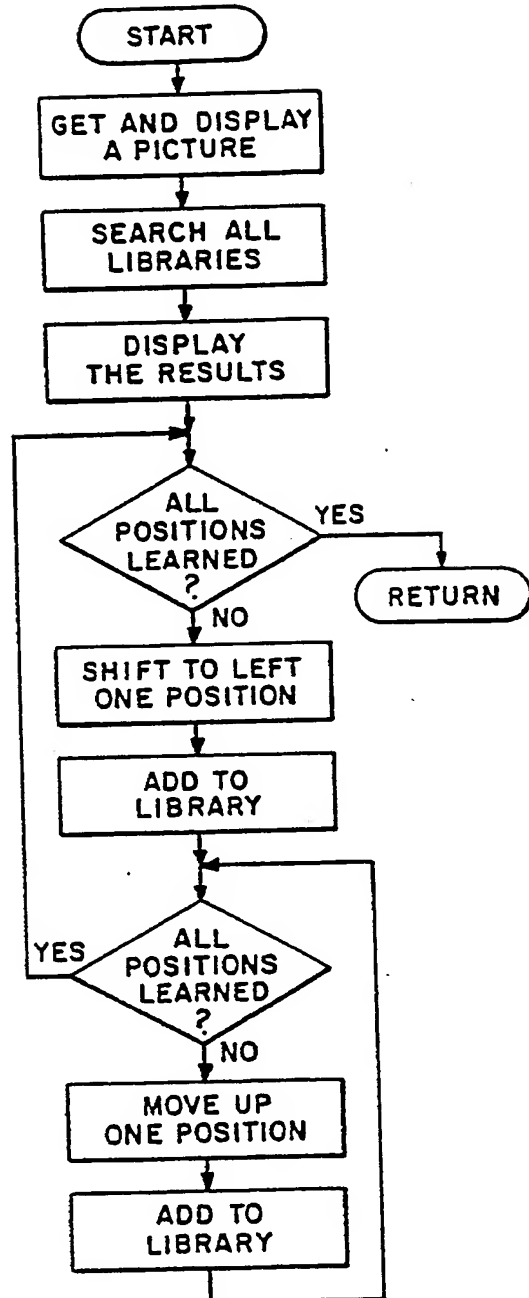 START
GET AND DISPLAY
A PICTURE
SEARCH ALL
LIBRARIES
DISPLAY
THE RESULTS
ALL
POSITIONS
LEARNED
?
YES
RETURN
NO
SHIFT TO LEFT
ONE POSITION
ADD TO
LIBRARY
YES
ALL
POSITIONS
LEARNED
?
NO
MOVE UP
ONE POSITION
ADD TO
LIBRARY